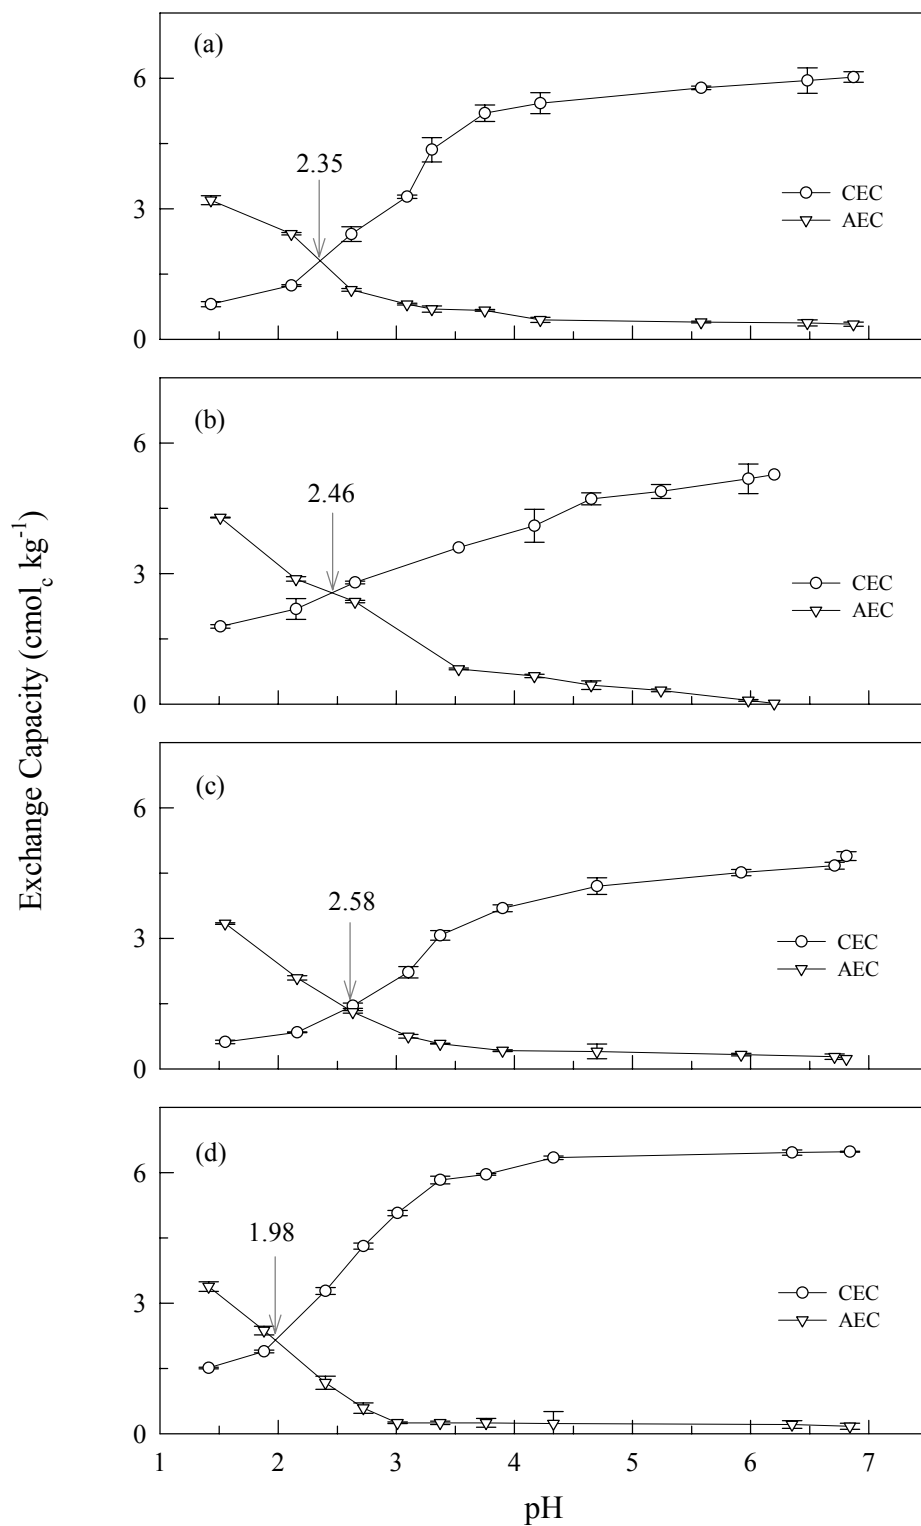 (a)
6
2.35
3
CEC
AEC
0
(b)
6
2.46
3
CEC
AEC
0
Exchange Capacity (cmol_c kg^-1)
(c)
6
2.58
3
CEC
AEC
0
(d)
6
1.98
3
CEC
AEC
0
1 2 3 4 5 6 7
pH